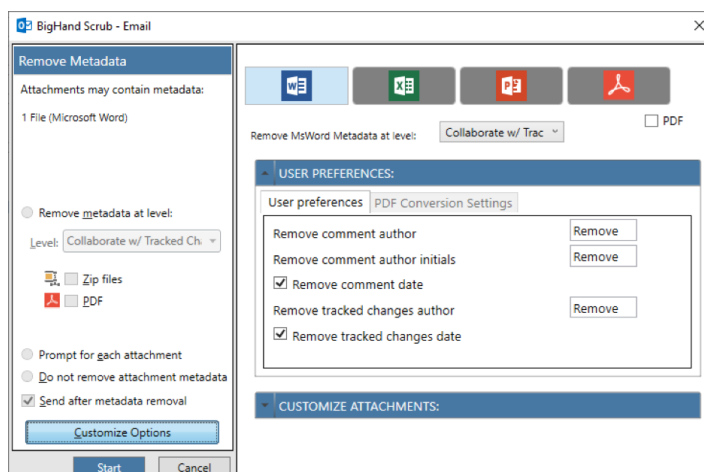 BigHand Scrub - Email
Remove Metadata
Attachments may contain metadata:
1 File (Microsoft Word)
Remove metadata at level:
Level: Collaborate w/ Tracked Ch
Zip files
PDF
Prompt for each attachment
Do not remove attachment metadata
Send after metadata removal
Customize Options
Start Cancel
PDF
Remove MsWord Metadata at level: Collaborate w/ Trac
USER PREFERENCES:
User preferences PDF Conversion Settings
Remove comment author Remove
Remove comment author initials Remove
Remove comment date
Remove tracked changes author Remove
Remove tracked changes date
CUSTOMIZE ATTACHMENTS: